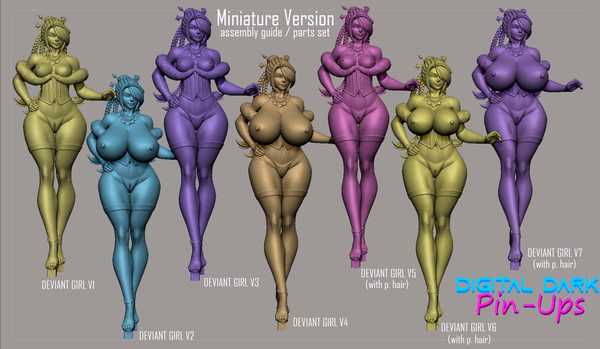 Miniature Version
assembly guide / parts set
DEVIANT GIRL V1
DEVIANT GIRL V2
DEVIANT GIRL V3
DEVIANT GIRL V4
DEVIANT GIRL V5
(with p. hair)
DEVIANT GIRL V6
(with p. hair)
DEVIANT GIRL V7
(with p. hair)
DIGITAL DARK
Pin-Ups